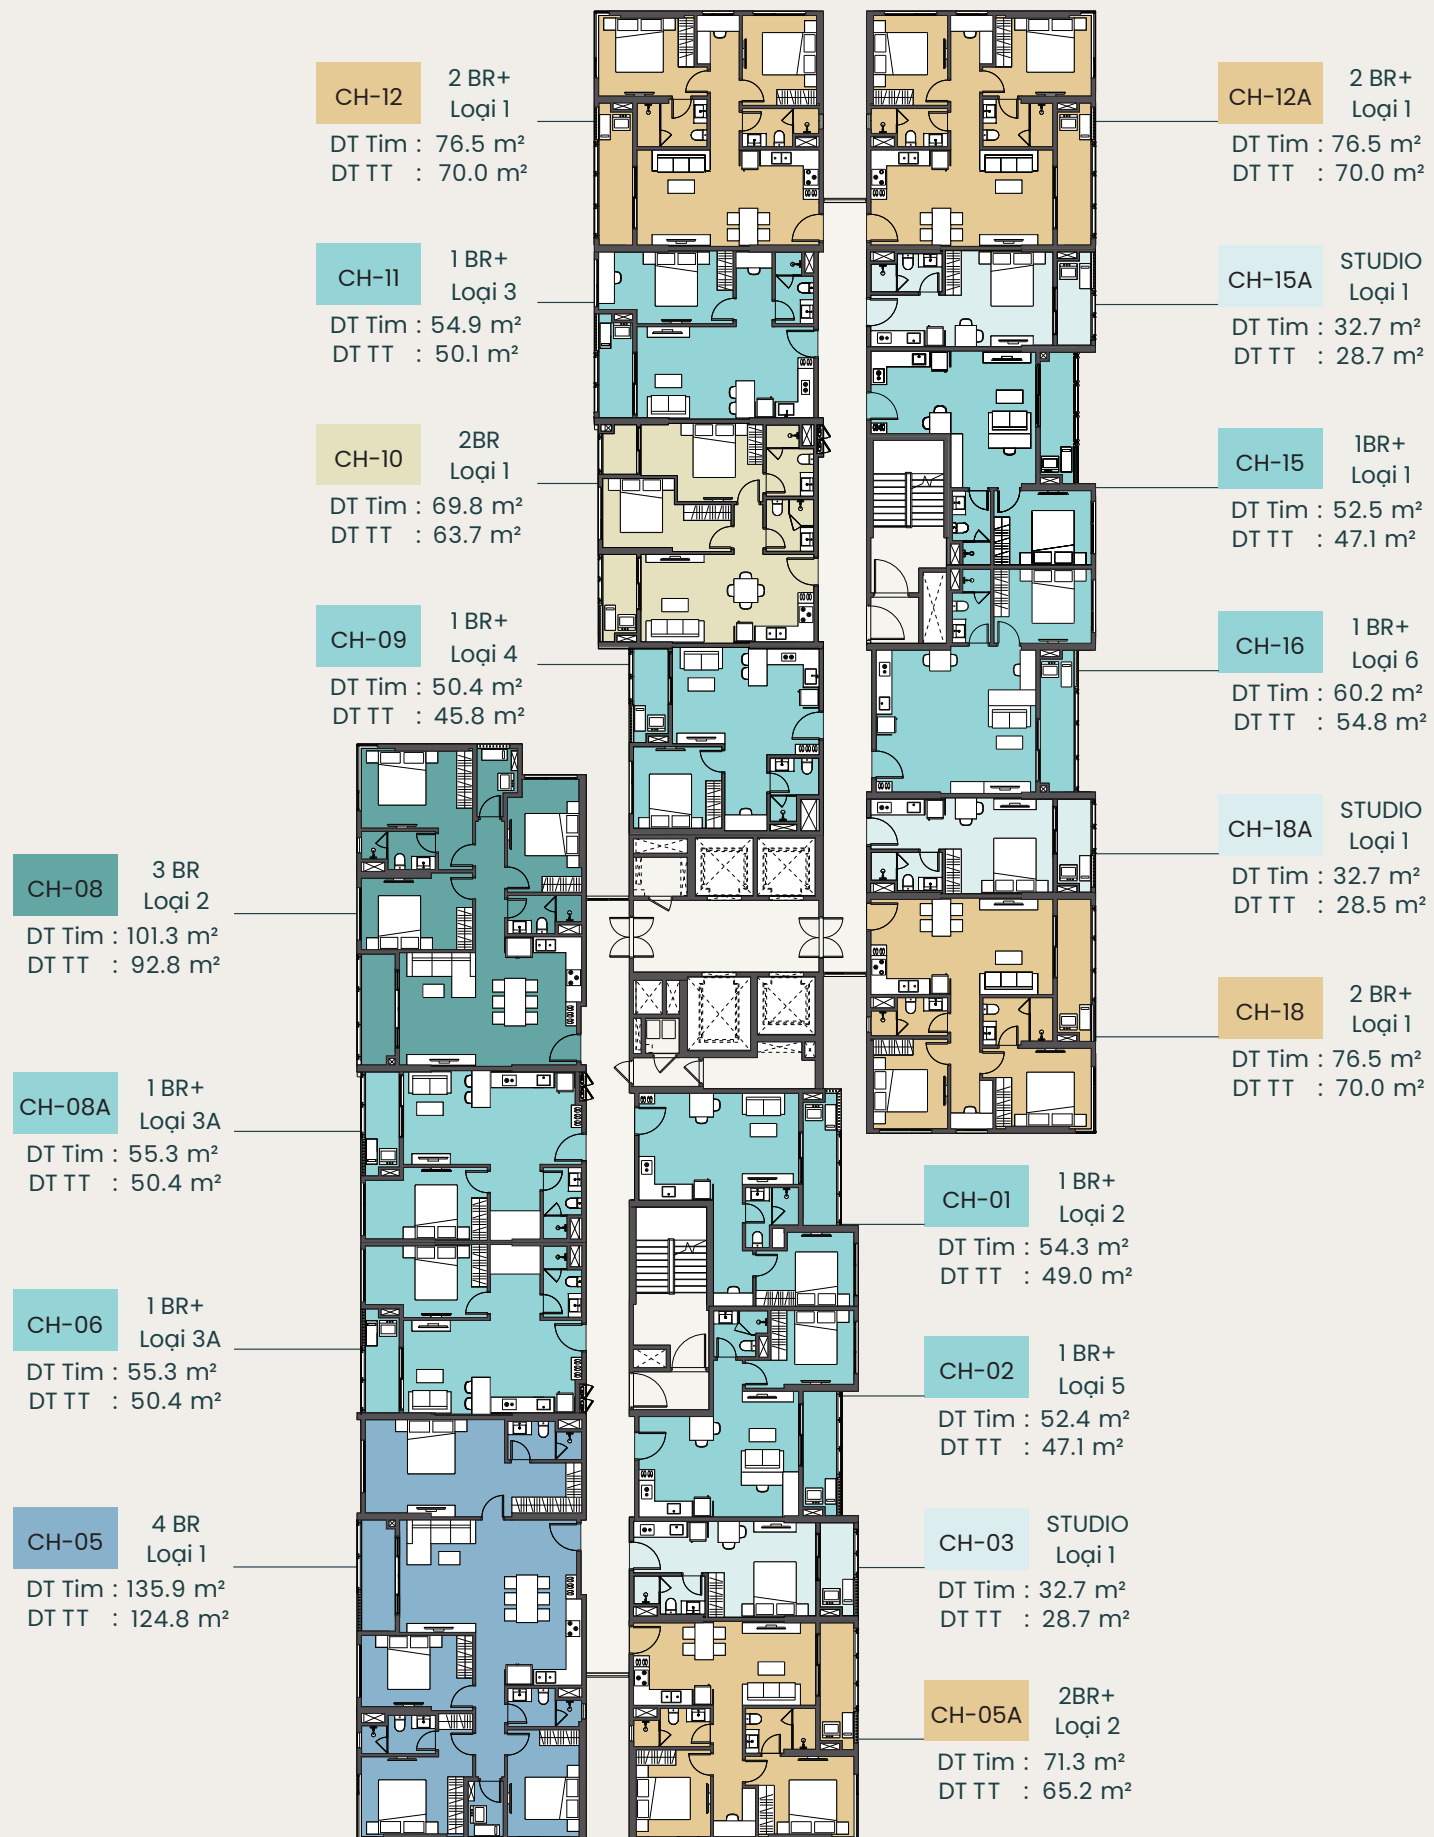 CH-12
2 BR+
Loại 1
DT Tim : 76.5 m²
DT TT : 70.0 m²
CH-11
1 BR+
Loại 3
DT Tim : 54.9 m²
DT TT : 50.1 m²
CH-10
2BR
Loại 1
DT Tim : 69.8 m²
DT TT : 63.7 m²
CH-09
1 BR+
Loại 4
DT Tim : 50.4 m²
DT TT : 45.8 m²
CH-08
3 BR
Loại 2
DT Tim : 101.3 m²
DT TT : 92.8 m²
CH-08A
1 BR+
Loại 3A
DT Tim : 55.3 m²
DT TT : 50.4 m²
CH-06
1 BR+
Loại 3A
DT Tim : 55.3 m²
DT TT : 50.4 m²
CH-05
4 BR
Loại 1
DT Tim : 135.9 m²
DT TT : 124.8 m²
CH-12A
2 BR+
Loại 1
DT Tim : 76.5 m²
DT TT : 70.0 m²
CH-15A
STUDIO
Loại 1
DT Tim : 32.7 m²
DT TT : 28.7 m²
CH-15
1BR+
Loại 1
DT Tim : 52.5 m²
DT TT : 47.1 m²
CH-16
1 BR+
Loại 6
DT Tim : 60.2 m²
DT TT : 54.8 m²
CH-18A
STUDIO
Loại 1
DT Tim : 32.7 m²
DT TT : 28.5 m²
CH-18
2 BR+
Loại 1
DT Tim : 76.5 m²
DT TT : 70.0 m²
CH-01
1 BR+
Loại 2
DT Tim : 54.3 m²
DT TT : 49.0 m²
CH-02
1 BR+
Loại 5
DT Tim : 52.4 m²
DT TT : 47.1 m²
CH-03
STUDIO
Loại 1
DT Tim : 32.7 m²
DT TT : 28.7 m²
CH-05A
2BR+
Loại 2
DT Tim : 71.3 m²
DT TT : 65.2 m²